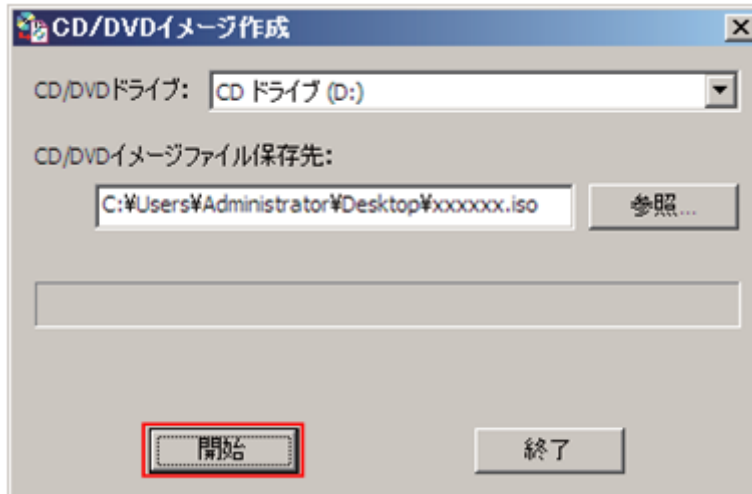 CD/DVDイメージ作成
CD/DVDドライブ: CD ドライブ (D:)
CD/DVDイメージファイル保存先:
C:¥Users¥Administrator¥Desktop¥xxxxxx.iso 参照...
開始 終了